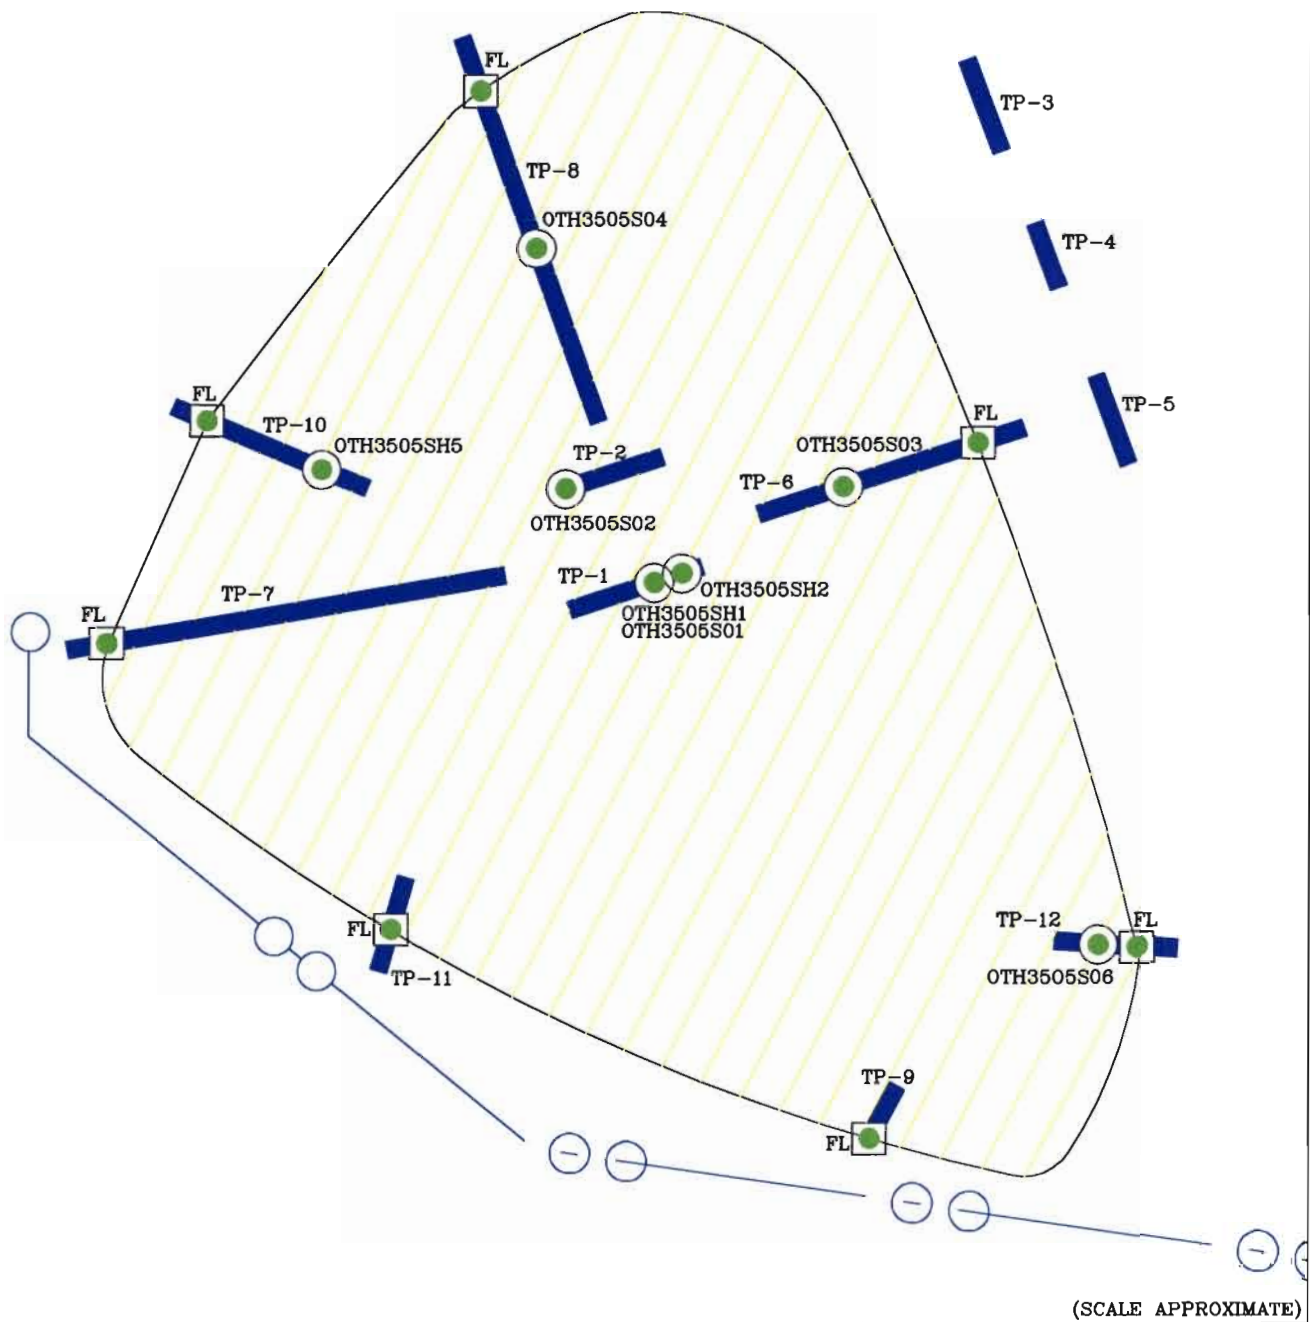 FL
TP-3
TP-8
OTH3505S04
TP-4
FL
TP-5
FL
TP-10
OTH3505SH5
TP-2
OTH3505S03
TP-6
OTH3505S02
TP-1
OTH3505SH2
TP-7
OTH3505SH1
OTH3505S01
FL
TP-12
FL
FL
OTH3505S06
TP-11
TP-9
FL
(SCALE APPROXIMATE)